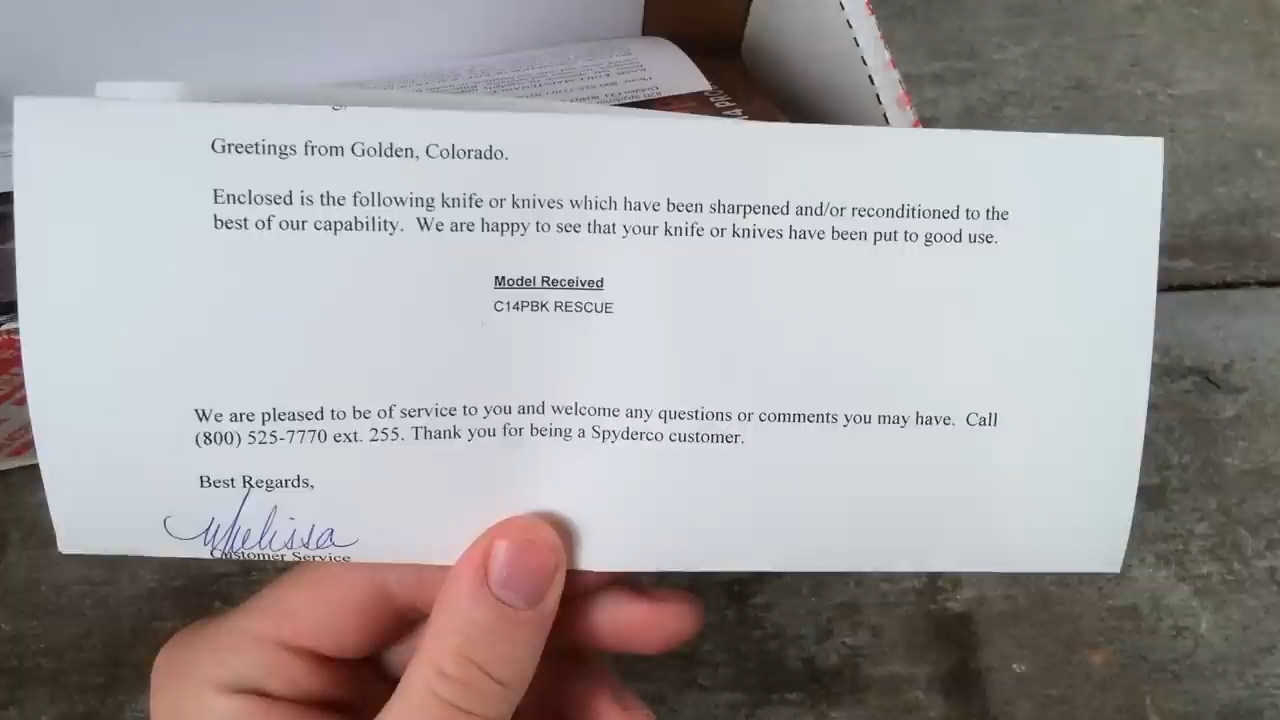 Greetings from Golden, Colorado.
Enclosed is the following knife or knives which have been sharpened and/or reconditioned to the
best of our capability. We are happy to see that your knife or knives have been put to good use.
Model Received
C14PBK RESCUE
We are pleased to be of service to you and welcome any questions or comments you may have. Call
(800) 525-7770 ext. 255. Thank you for being a Spyderco customer.
Best Regards,
Melissa
Customer Service